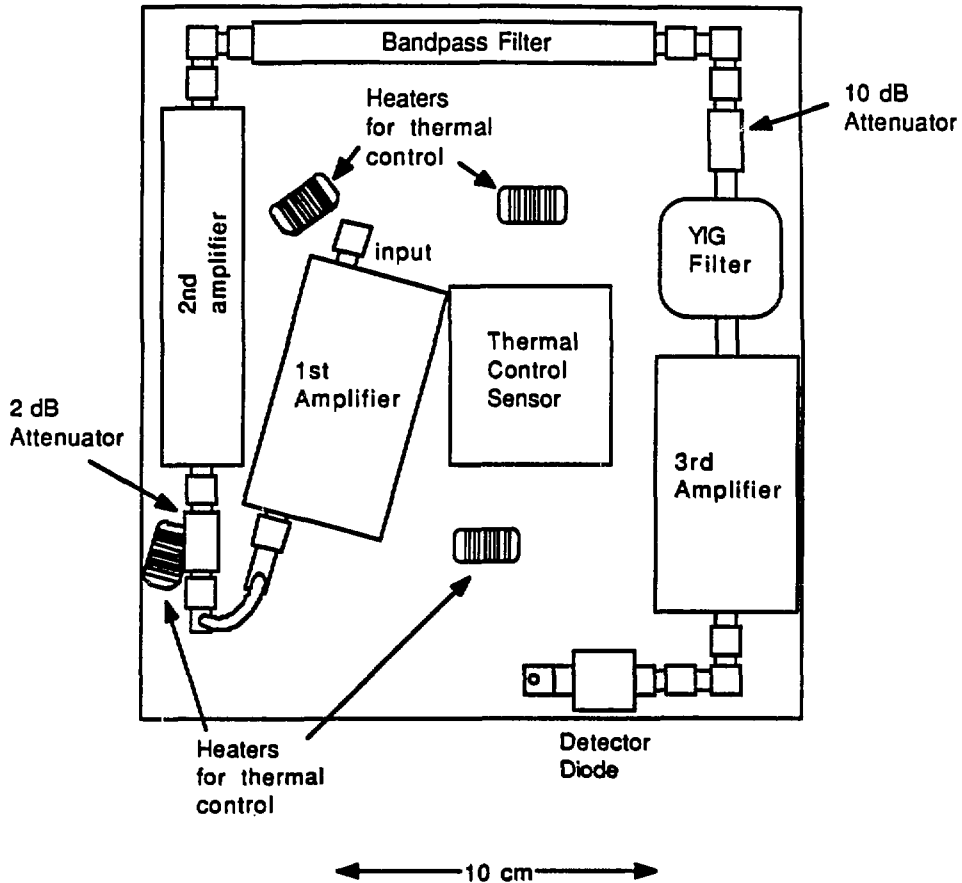 Bandpass Filter
Heaters
for thermal
control
10 dB
Attenuator
2nd
amplifier
input
YIG
Filter
1st
Amplifier
Thermal
Control
Sensor
2 dB
Attenuator
3rd
Amplifier
Heaters
for thermal
control
Detector
Diode
10 cm